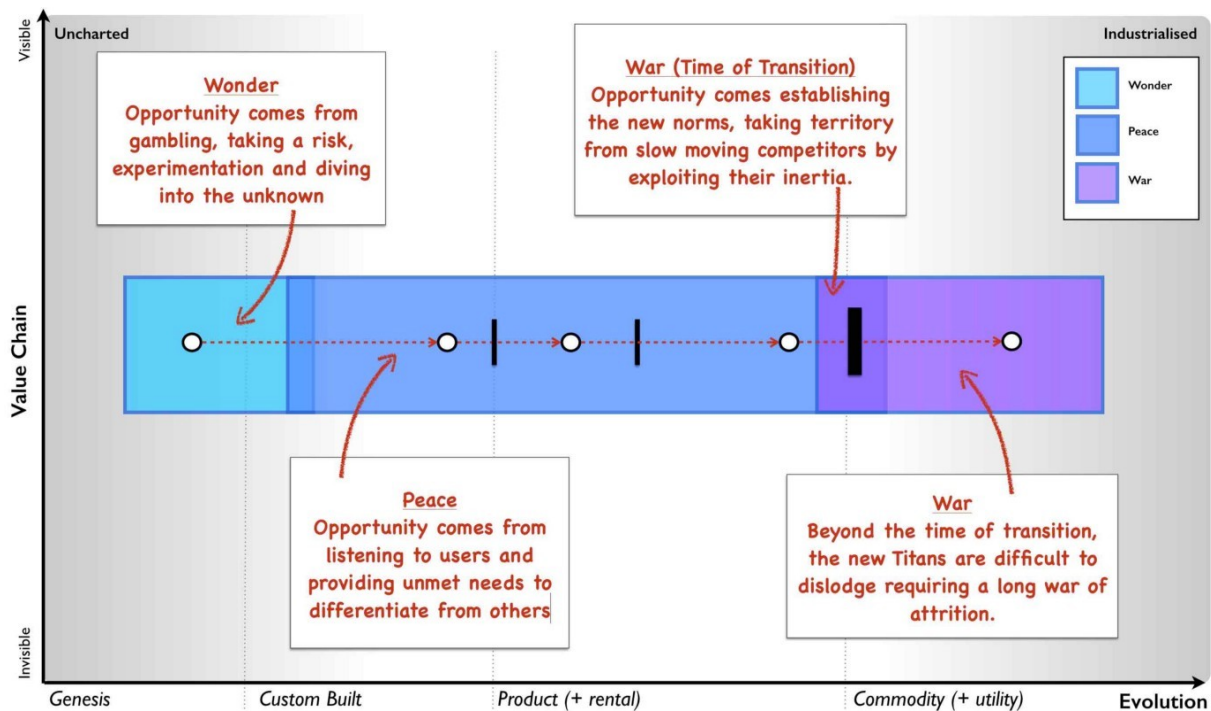 Visible
Uncharted
Industrialised
Wonder
Opportunity comes from
gambling, taking a risk,
experimentation and diving
into the unknown
War (Time of Transition)
Opportunity comes establishing
the new norms, taking territory
from slow moving competitors by
exploiting their inertia.
Wonder
Peace
War
Value Chain
Peace
Opportunity comes from
listening to users and
providing unmet needs to
differentiate from others
War
Beyond the time of transition,
the new Titans are difficult to
dislodge requiring a long war of
attrition.
Invisible
Genesis
Custom Built
Product (+ rental)
Commodity (+ utility)
Evolution